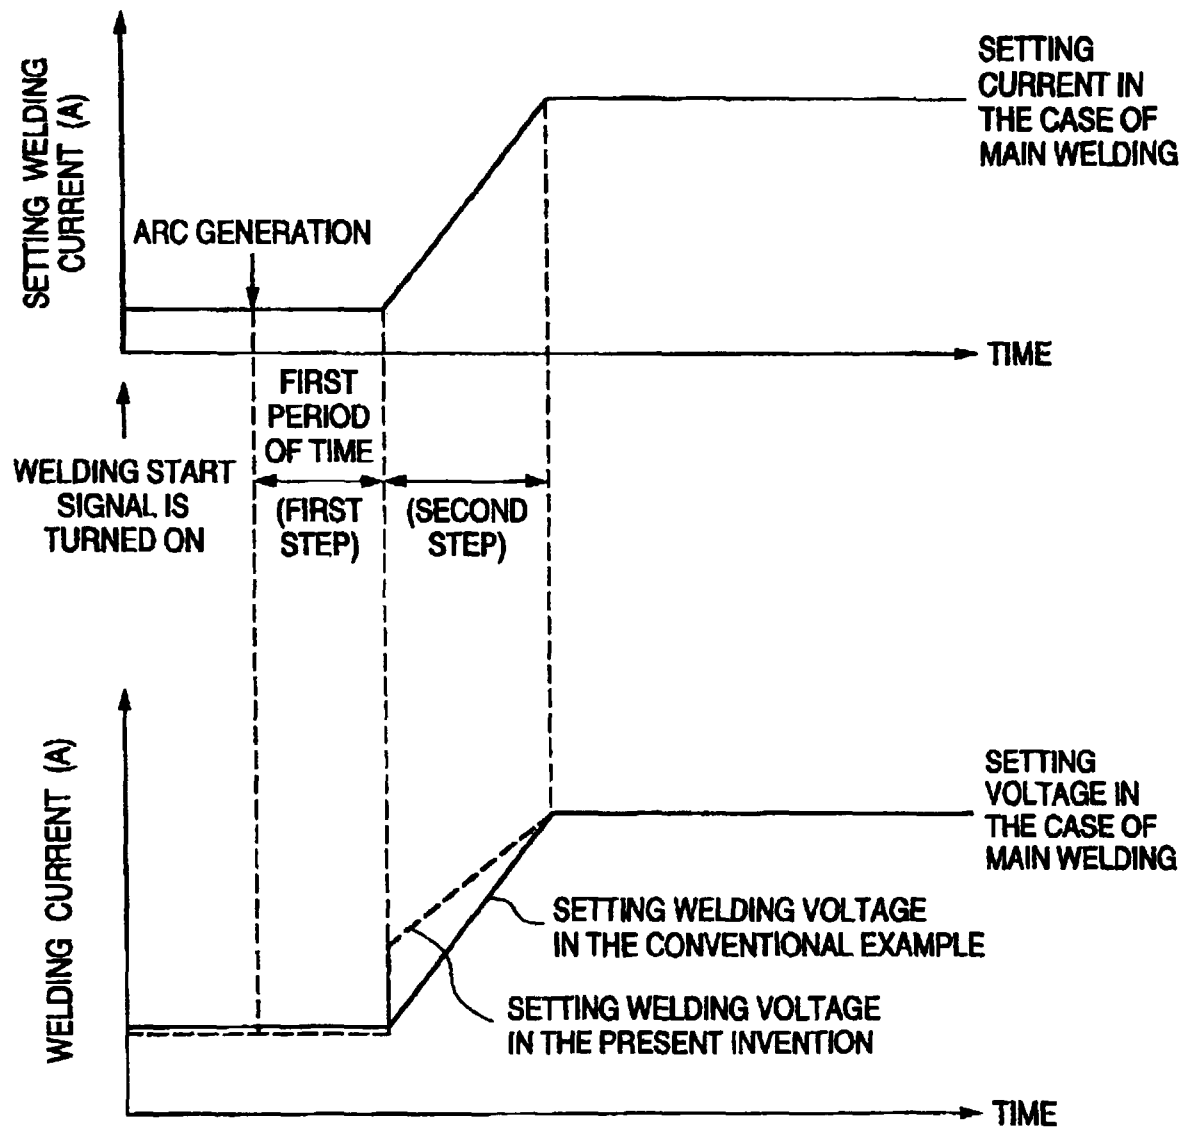 SETTING WELDING
CURRENT (A)
SETTING
CURRENT IN
THE CASE OF
MAIN WELDING
ARC GENERATION
TIME
FIRST
PERIOD
OF TIME
WELDING START
SIGNAL IS
TURNED ON
(FIRST
STEP)
(SECOND
STEP)
WELDING CURRENT (A)
SETTING
VOLTAGE IN
THE CASE OF
MAIN WELDING
SETTING WELDING VOLTAGE
IN THE CONVENTIONAL EXAMPLE
SETTING WELDING VOLTAGE
IN THE PRESENT INVENTION
TIME